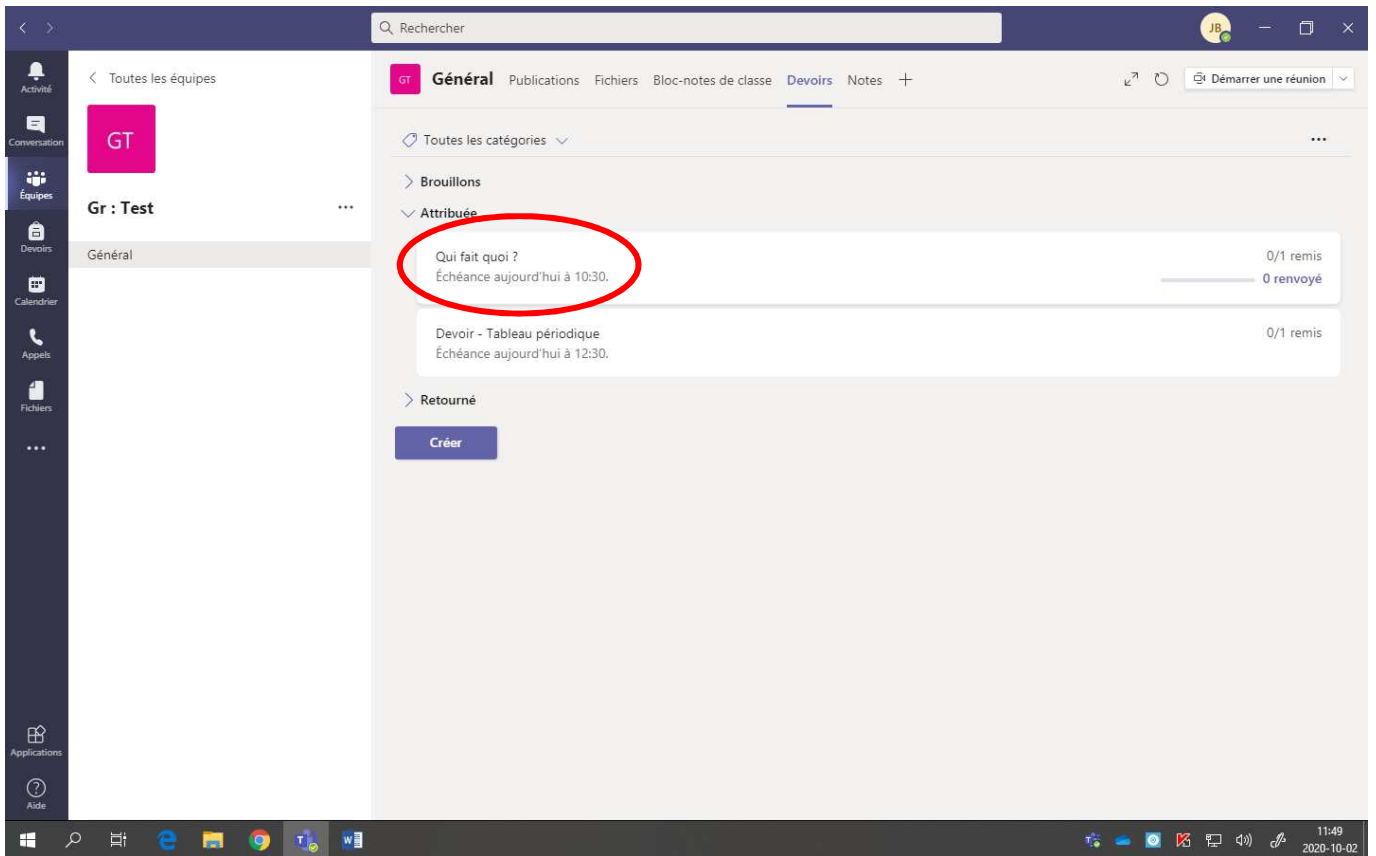 Rechercher
JB
Activité
Conversation
Équipes
Devoirs
Calendrier
Appels
Fichiers
Applications
Aide
Toutes les équipes
GT
Gr : Test
Général
GT Général Publications Fichiers Bloc-notes de classe Devoirs Notes
Démarrer une réunion
Toutes les catégories
Brouillons
Attribuée
Qui fait quoi ? 0/1 remis
Échéance aujourd'hui à 10:30. 0 renvoyé
Devoir - Tableau périodique 0/1 remis
Échéance aujourd'hui à 12:30.
Retourné
Créer
11:49
2020-10-02